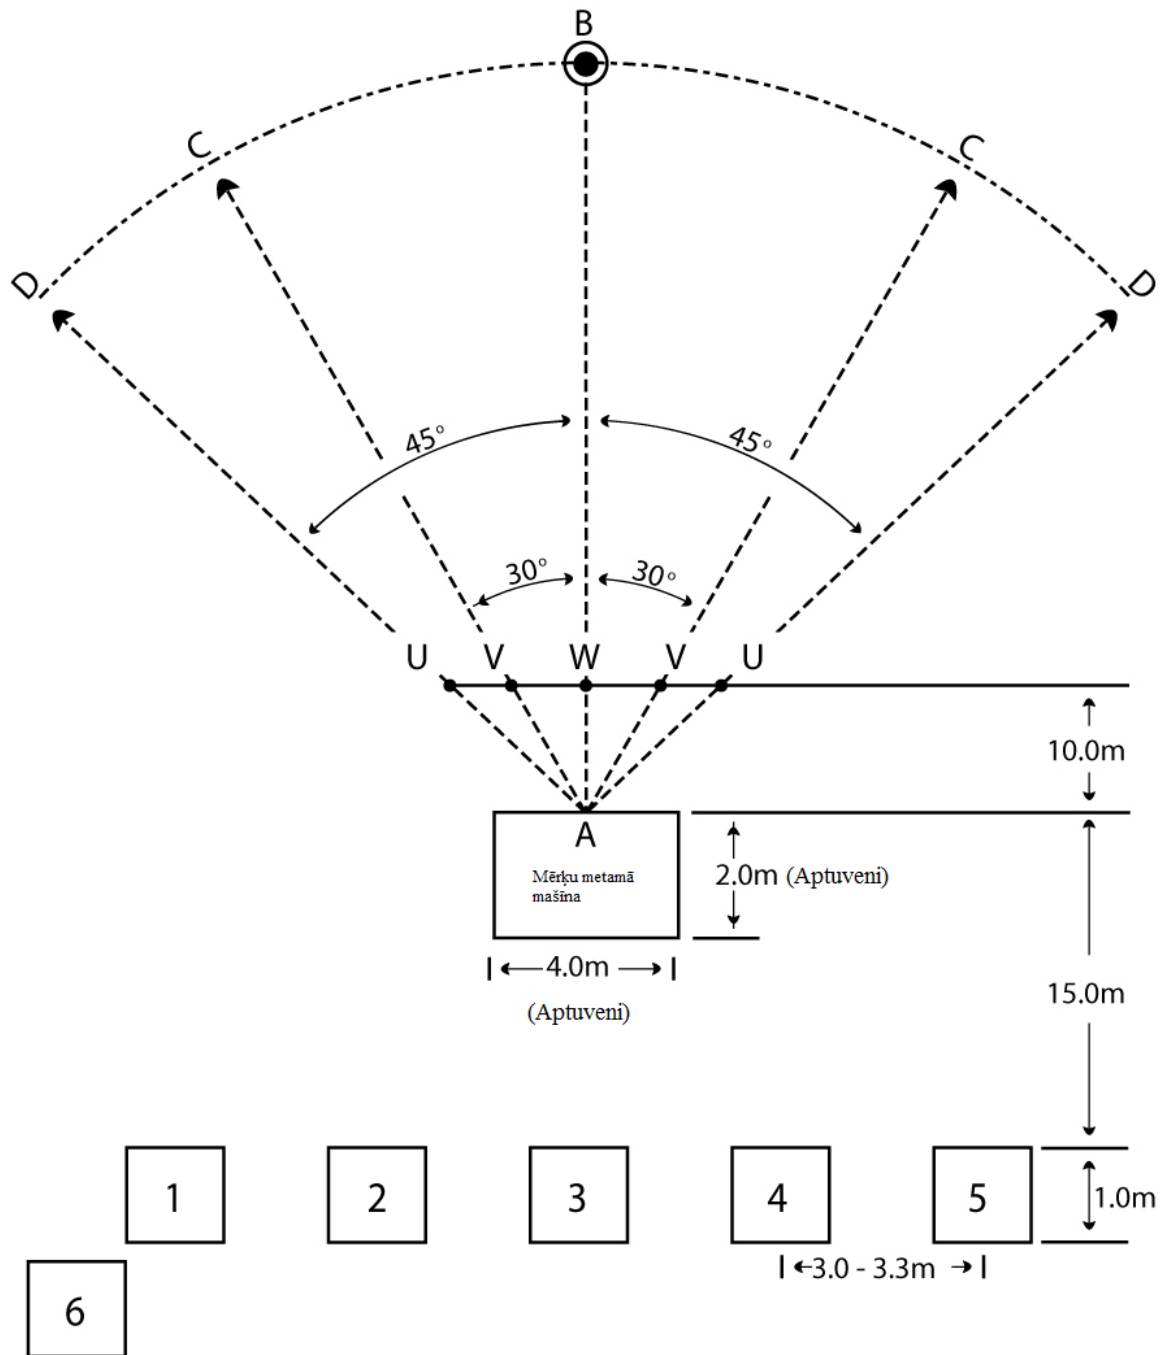 B
C C
D D
45° 45°
30° 30°
U V W V U
10.0m
A
Mērķu metamā
mašīna
2.0m (Aptuveni)
4.0m
(Aptuveni)
15.0m
1 2 3 4 5
1.0m
3.0 - 3.3m
6